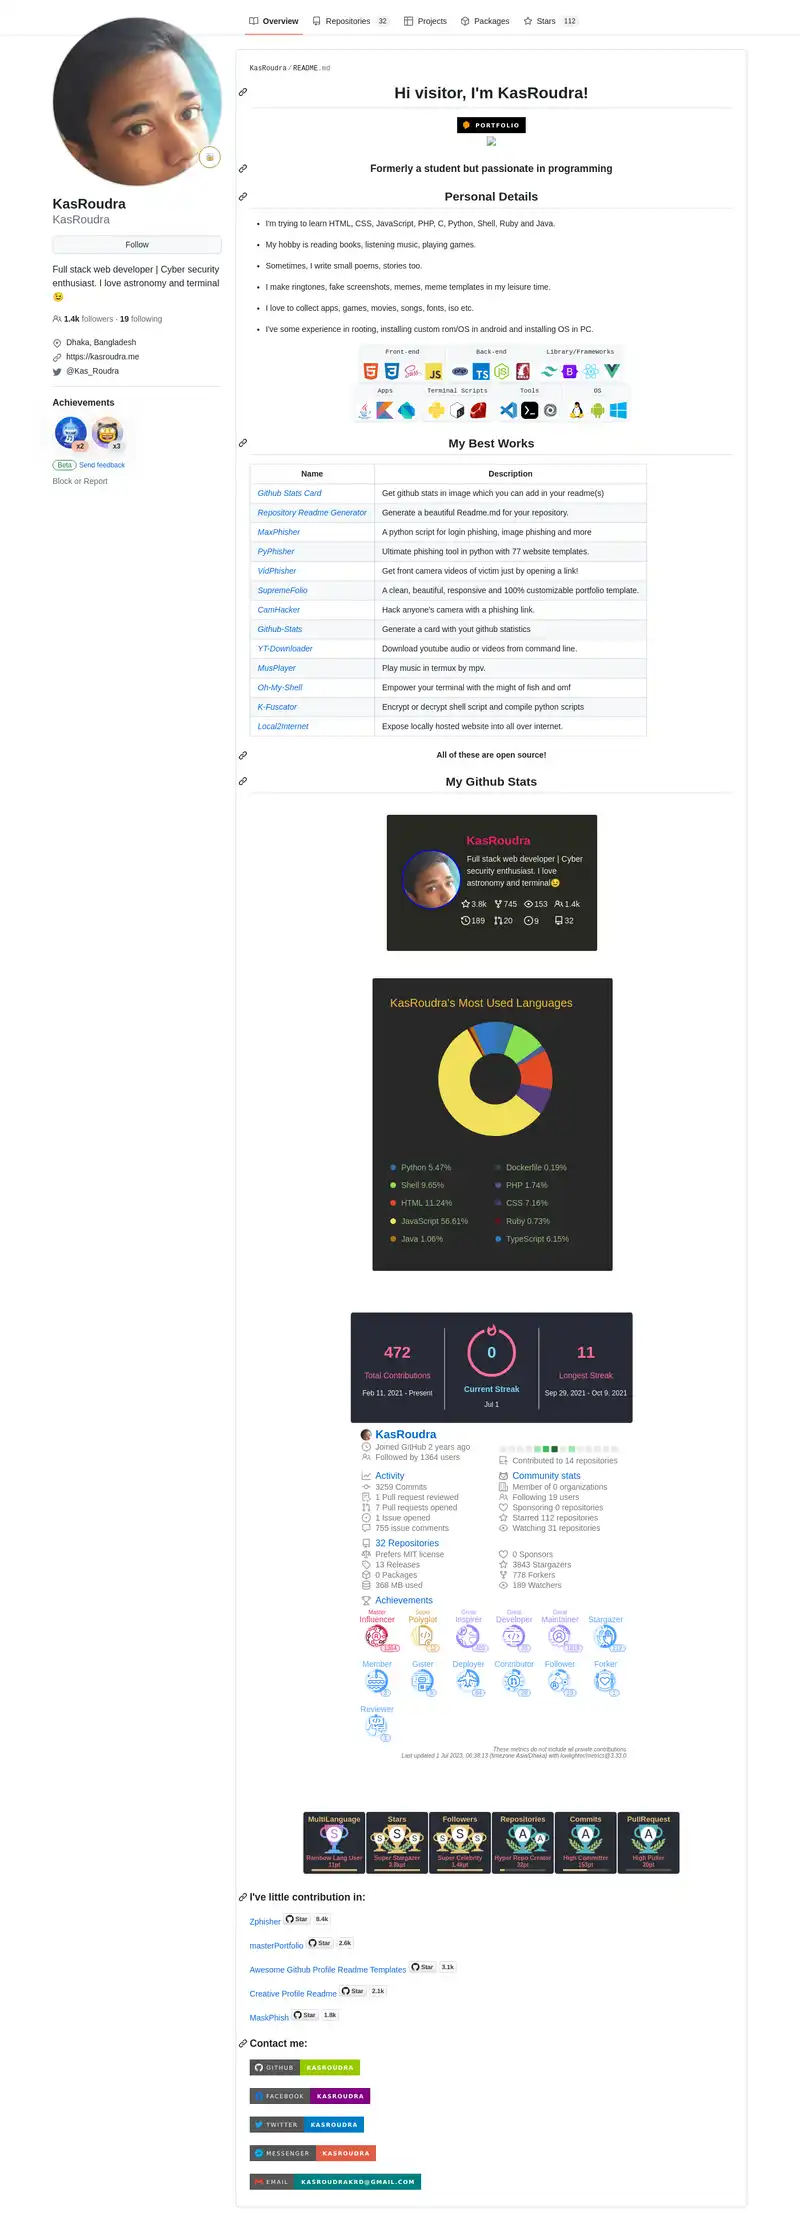 Overview
Repositories 32
Projects
Packages
Stars 112
KasRoudra
KasRoudra
Follow
Full stack web developer | Cyber security
enthusiast. I love astronomy and terminal
😉
1.4k followers · 19 following
Dhaka, Bangladesh
https://kasroudra.me
@Kas_Roudra
Achievements
x2
x3
Beta Send feedback
Block or Report
KasRoudra / README.md
Hi visitor, I'm KasRoudra!
PORTFOLIO
Formerly a student but passionate in programming
Personal Details
• I'm trying to learn HTML, CSS, JavaScript, PHP, C, Python, Shell, Ruby and Java.
• My hobby is reading books, listening music, playing games.
• Sometimes, I write small poems, stories too.
• I make ringtones, fake screenshots, memes, meme templates in my leisure time.
• I love to collect apps, games, movies, songs, fonts, iso etc.
• I've some experience in rooting, installing custom rom/OS in android and installing OS in PC.
Front-end Back-end Library/FrameWorks
Sass JS php TS B
Apps Terminal Scripts Tools OS
My Best Works
Name Description
Github Stats Card Get github stats in image which you can add in your readme(s)
Repository Readme Generator Generate a beautiful Readme.md for your repository.
MaxPhisher A python script for login phishing, image phishing and more
PyPhisher Ultimate phishing tool in python with 77 website templates.
VidPhisher Get front camera videos of victim just by opening a link!
SupremeFolio A clean, beautiful, responsive and 100% customizable portfolio template.
CamHacker Hack anyone's camera with a phishing link.
Github-Stats Generate a card with yout github statistics
YT-Downloader Download youtube audio or videos from command line.
MusPlayer Play music in termux by mpv.
Oh-My-Shell Empower your terminal with the might of fish and omf
K-Fuscator Encrypt or decrypt shell script and compile python scripts
Local2Internet Expose locally hosted website into all over internet.
All of these are open source!
My Github Stats
KasRoudra
Full stack web developer | Cyber
security enthusiast. I love
astronomy and terminal😉
3.8k 745 153 1.4k
189 20 9 32
KasRoudra's Most Used Languages
Python 5.47% Dockerfile 0.19%
Shell 9.65% PHP 1.74%
HTML 11.24% CSS 7.16%
JavaScript 56.61% Ruby 0.73%
Java 1.06% TypeScript 6.15%
472 0 11
Total Contributions Current Streak Longest Streak
Feb 11, 2021 - Present Jul 1 Sep 29, 2021 - Oct 9, 2021
KasRoudra
Joined GitHub 2 years ago
Followed by 1364 users Contributed to 14 repositories
Activity Community stats
3259 Commits Member of 0 organizations
1 Pull request reviewed Following 19 users
7 Pull requests opened Sponsoring 0 repositories
1 Issue opened Starred 112 repositories
755 issue comments Watching 31 repositories
32 Repositories
Prefers MIT license 0 Sponsors
13 Releases 3843 Stargazers
0 Packages 778 Forkers
368 MB used 189 Watchers
Achievements
Master Super Great Great Great
Influencer Polyglot Inspirer Developer Maintainer Stargazer
Member Gister Deployer Contributor Follower Forker
Reviewer
These metrics do not include all private contributions
Last updated 1 Jul 2023, 06:38:13 (timezone Asia/Dhaka) with lowlighter/metrics@3.33.0
MultiLanguage Stars Followers Repositories Commits PullRequest
S S S S S S S A A A A
Rainbow Lang User Super Stargazer Super Celebrity Hyper Repo Creator High Committer High Puller
11pt 3.8kpt 1.4kpt 32pt 153pt 20pt
I've little contribution in:
Zphisher Star 8.4k
masterPortfolio Star 2.6k
Awesome Github Profile Readme Templates Star 3.1k
Creative Profile Readme Star 2.1k
MaskPhish Star 1.8k
Contact me:
GITHUB KASROUDRA
FACEBOOK KASROUDRA
TWITTER KASROUDRA
MESSENGER KASROUDRA
EMAIL KASROUDRAKRD@GMAIL.COM